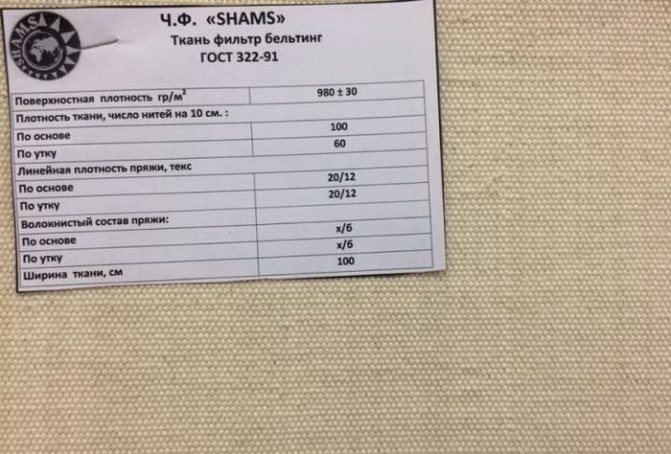 SHAMS
Ч.Ф. «SHAMS»
Ткань фильтр бельтинг
ГОСТ 322-91
Поверхностная плотность гр/м² 980 ± 30
Плотность ткани, число нитей на 10 см. :
По основе 100
По утку 60
Линейная плотность пряжи, текс
По основе 20/12
По утку 20/12
Волокнистый состав пряжи:
По основе х/б
По утку х/б
Ширина ткани, см 100